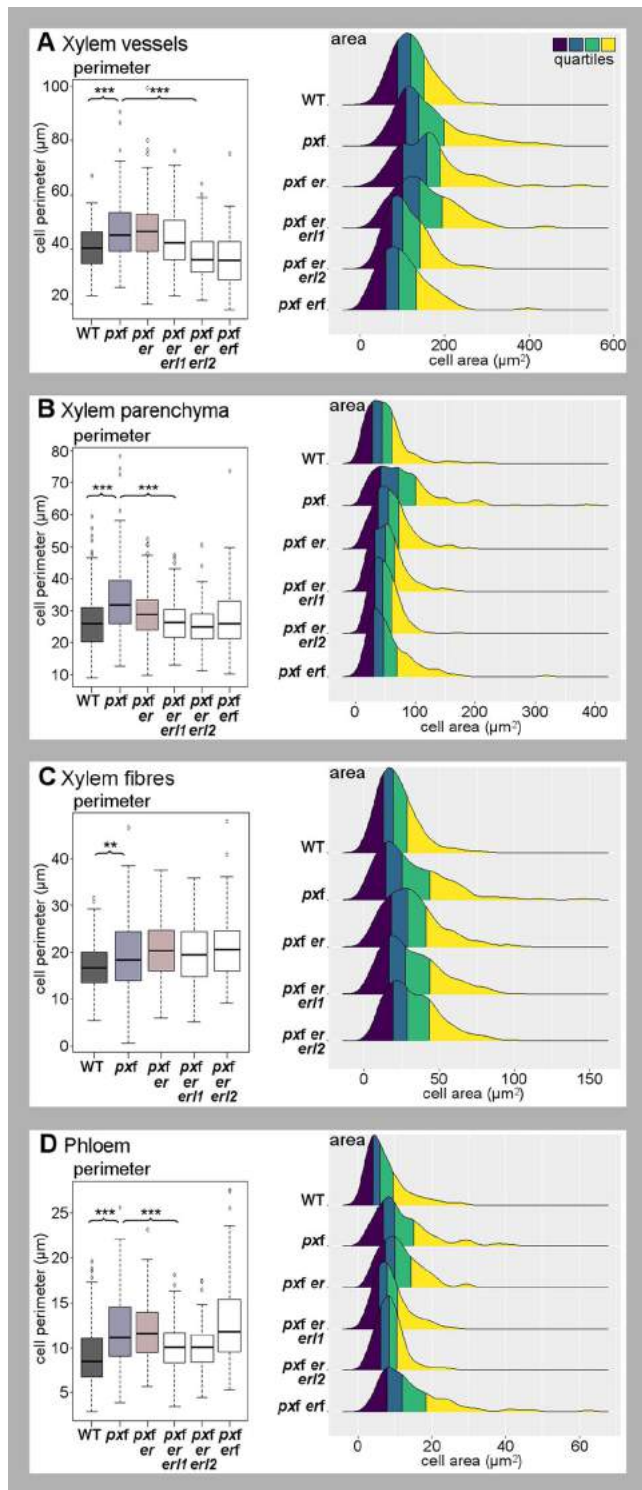 A Xylem vessels
perimeter
cell perimeter (µm)
100
80
60
40
20
***
***
WT
pxf
pxf er
pxf er erl1
pxf er erl2
pxf erf
area
quartiles
WT
pxf
pxf er
pxf er erl1
pxf er erl2
pxf erf
0 200 400 600
cell area (µm²)
B Xylem parenchyma
perimeter
cell perimeter (µm)
80
70
60
50
40
30
20
10
***
***
WT
pxf
pxf er
pxf er erl1
pxf er erl2
pxf erf
area
WT
pxf
pxf er
pxf er erl1
pxf er erl2
pxf erf
0 100 200 300 400
cell area (µm²)
C Xylem fibres
perimeter
cell perimeter (µm)
40
30
20
10
0
**
WT
pxf
pxf er
pxf er erl1
pxf er erl2
area
WT
pxf
pxf er
pxf er erl1
pxf er erl2
0 50 100 150
cell area (µm²)
D Phloem
perimeter
cell perimeter (µm)
25
20
15
10
5
***
***
WT
pxf
pxf er
pxf er erl1
pxf er erl2
pxf erf
area
WT
pxf
pxf er
pxf er erl1
pxf er erl2
pxf erf
0 20 40 60
cell area (µm²)